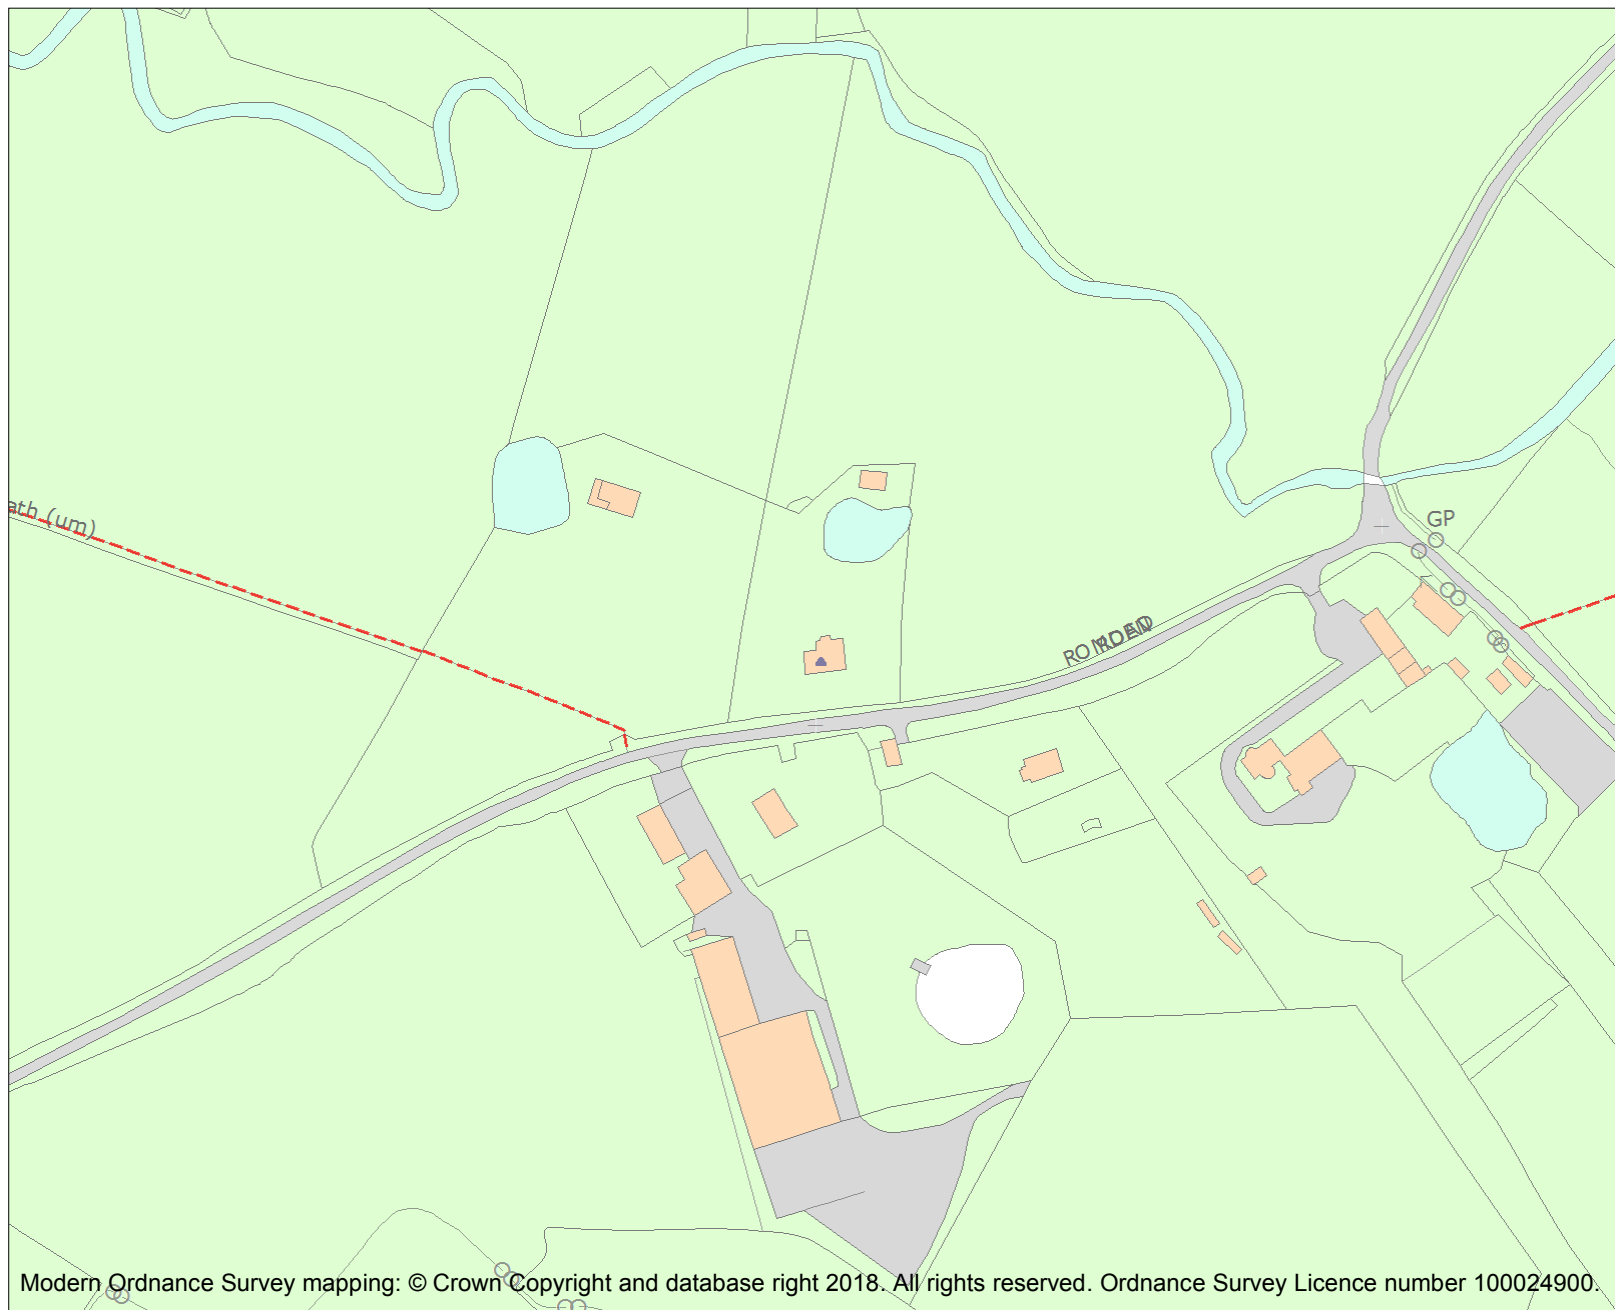 ath (um)
GP
ROAD
Modern Ordnance Survey mapping: © Crown Copyright and database right 2018. All rights reserved. Ordnance Survey Licence number 100024900.